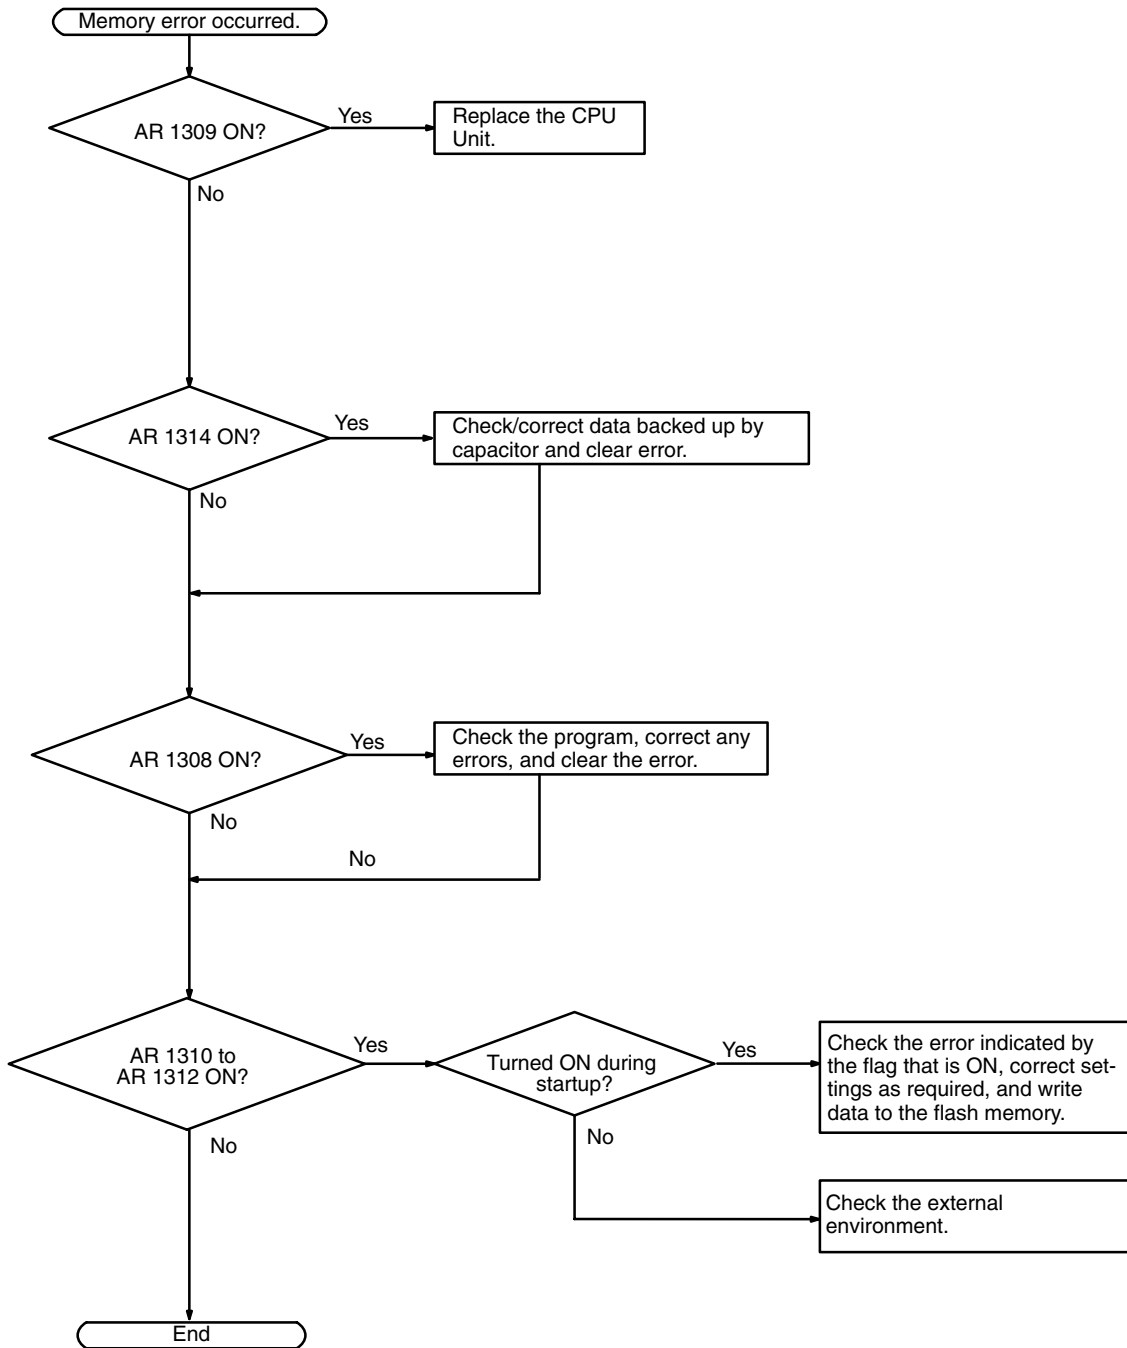 Memory error occurred.
AR 1309 ON?
Yes
Replace the CPU
Unit.
No
AR 1314 ON?
Yes
Check/correct data backed up by
capacitor and clear error.
No
AR 1308 ON?
Yes
Check the program, correct any
errors, and clear the error.
No
No
AR 1310 to
AR 1312 ON?
Yes
Turned ON during
startup?
Yes
Check the error indicated by
the flag that is ON, correct set-
tings as required, and write
data to the flash memory.
No
No
Check the external
environment.
End